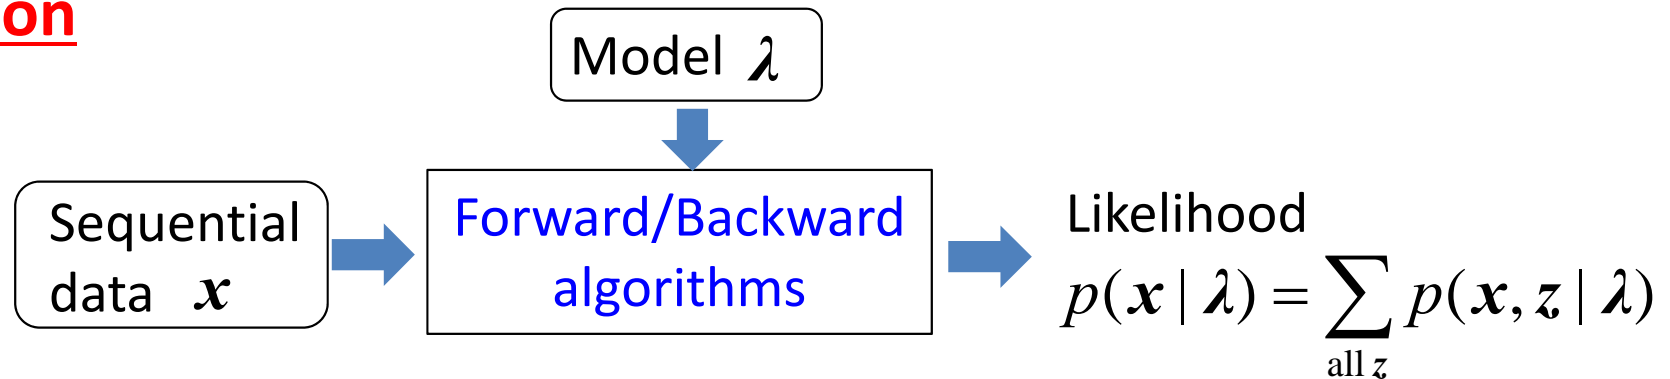 on
Model λ
Sequential
data x
Forward/Backward
algorithms
Likelihood
p(x | λ) = ∑ p(x, z | λ)
all z